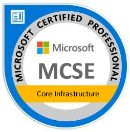 MICROSOFT CERTIFIED PROFESSIONAL
Microsoft
MCSE
Core Infrastructure